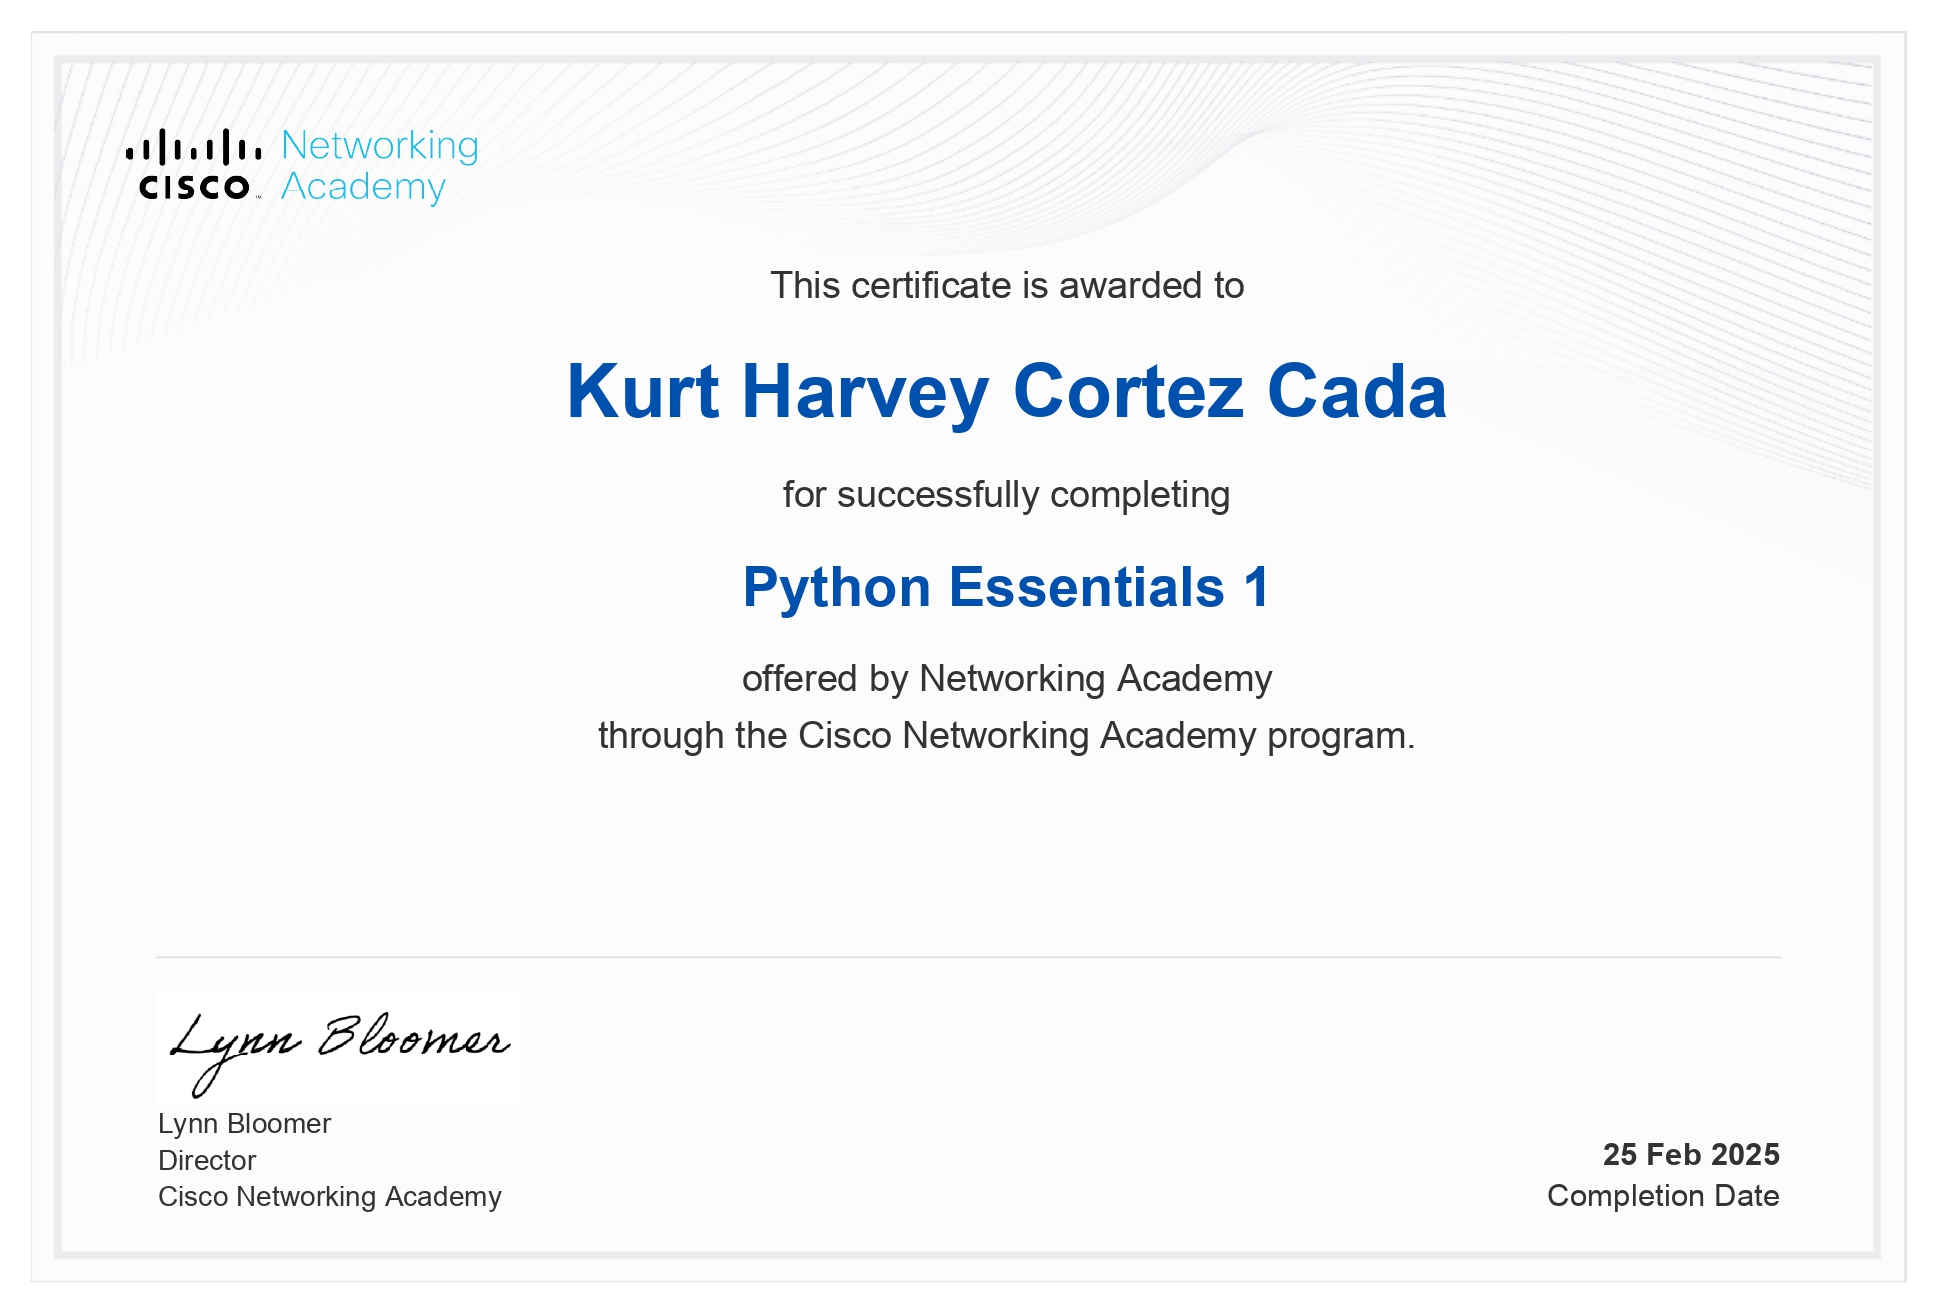 Networking
CISCO™ Academy
This certificate is awarded to
Kurt Harvey Cortez Cada
for successfully completing
Python Essentials 1
offered by Networking Academy
through the Cisco Networking Academy program.
Lynn Bloomer
Lynn Bloomer
Director
Cisco Networking Academy
25 Feb 2025
Completion Date